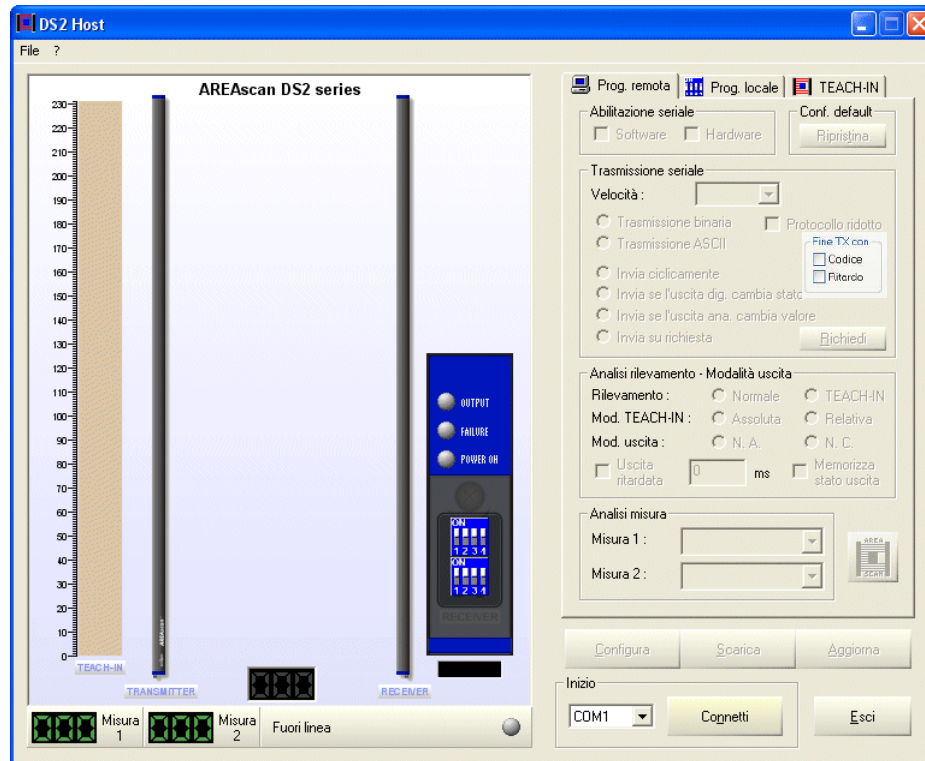 DS2 Host
File ?
AREAscan DS2 series
230
220
210
200
190
180
170
160
150
140
130
120
110
100
90
80
70
60
50
40
30
20
10
0
TEACH-IN
TRANSMITTER
AREAscan
RECEIVER
OUTPUT
FAILURE
POWER ON
ON
1 2 3 4
ON
1 2 3 4
RECEIVER
Misura 1
Misura 2
Fuori linea
Prog. remota
Prog. locale
TEACH-IN
Abilitazione seriale
Software
Hardware
Conf. default
Ripristina
Trasmissione seriale
Velocità :
Trasmissione binaria
Protocollo ridotto
Trasmissione ASCII
Fine TX con
Codice
Ritardo
Invia ciclicamente
Invia se l'uscita dig. cambia stato
Invia se l'uscita ana. cambia valore
Invia su richiesta
Richiedi
Analisi rilevamento - Modalità uscita
Rilevamento :
Normale
TEACH-IN
Mod. TEACH-IN :
Assoluta
Relativa
Mod. uscita :
N. A.
N. C.
Uscita ritardata
0
ms
Memorizza stato uscita
Analisi misura
Misura 1 :
Misura 2 :
AREA
SCAN
Configura
Scarica
Aggiorna
Inizio
COM1
Connetti
Esci